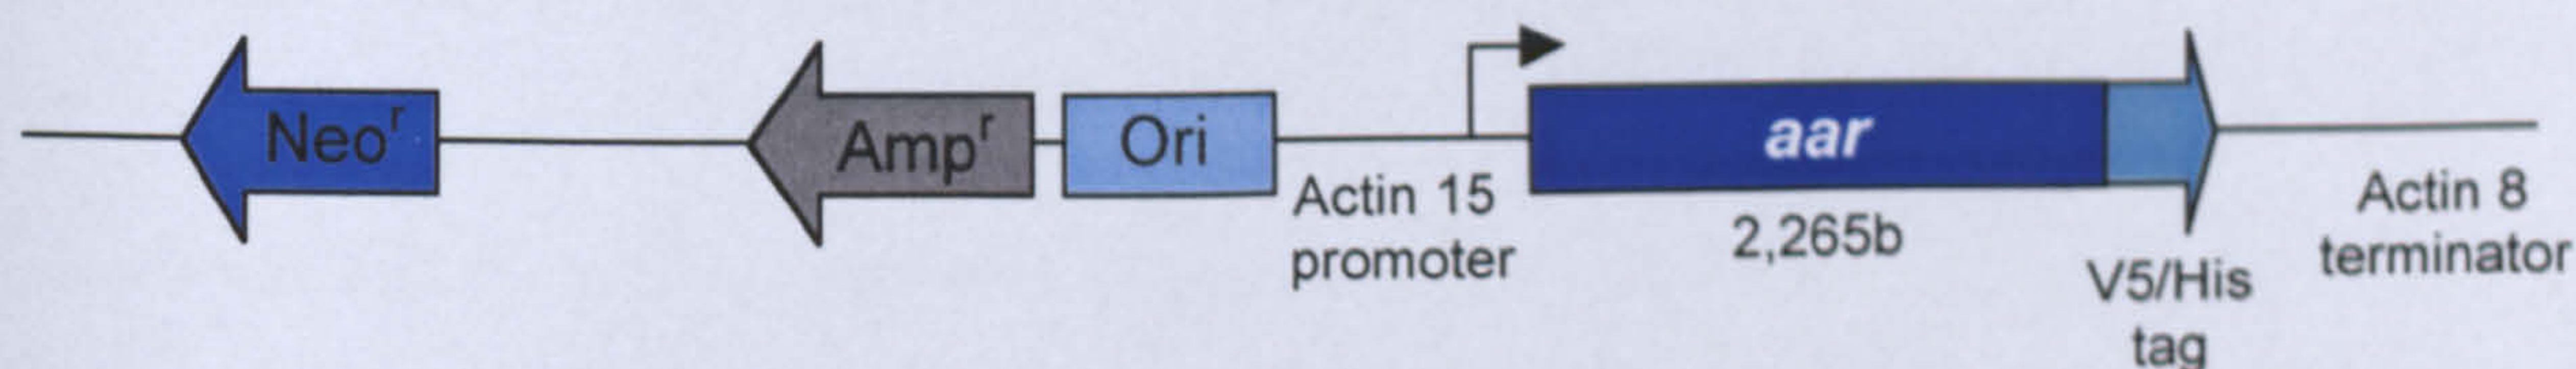 Neoʳ
Ampʳ
Ori
Actin 15
promoter
aar
2,265b
V5/His
tag
Actin 8
terminator